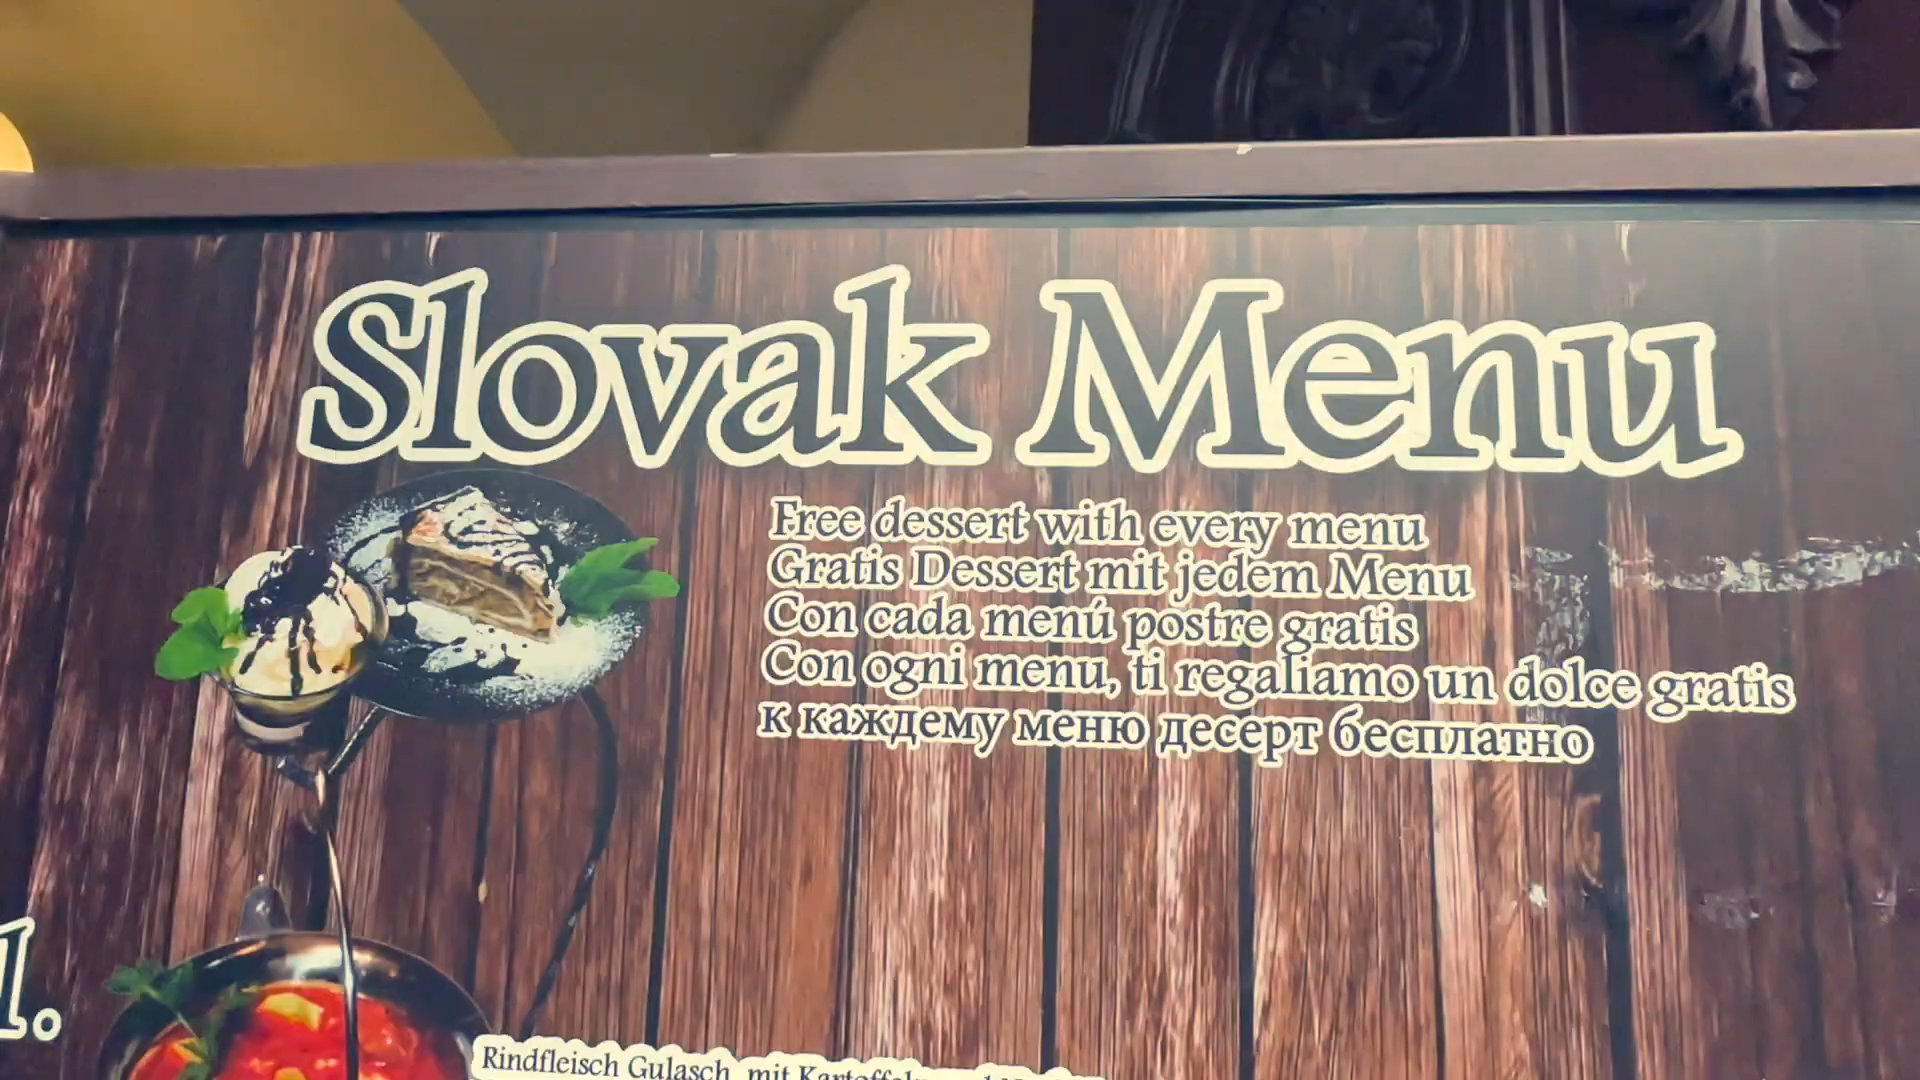 Slovak Menu
Free dessert with every menu
Gratis Dessert mit jedem Menu
Con cada menú postre gratis
Con ogni menu, ti regaliamo un dolce gratis
к каждему меню десерт бесплатно
1.
Rindfleisch Gulasch, mit